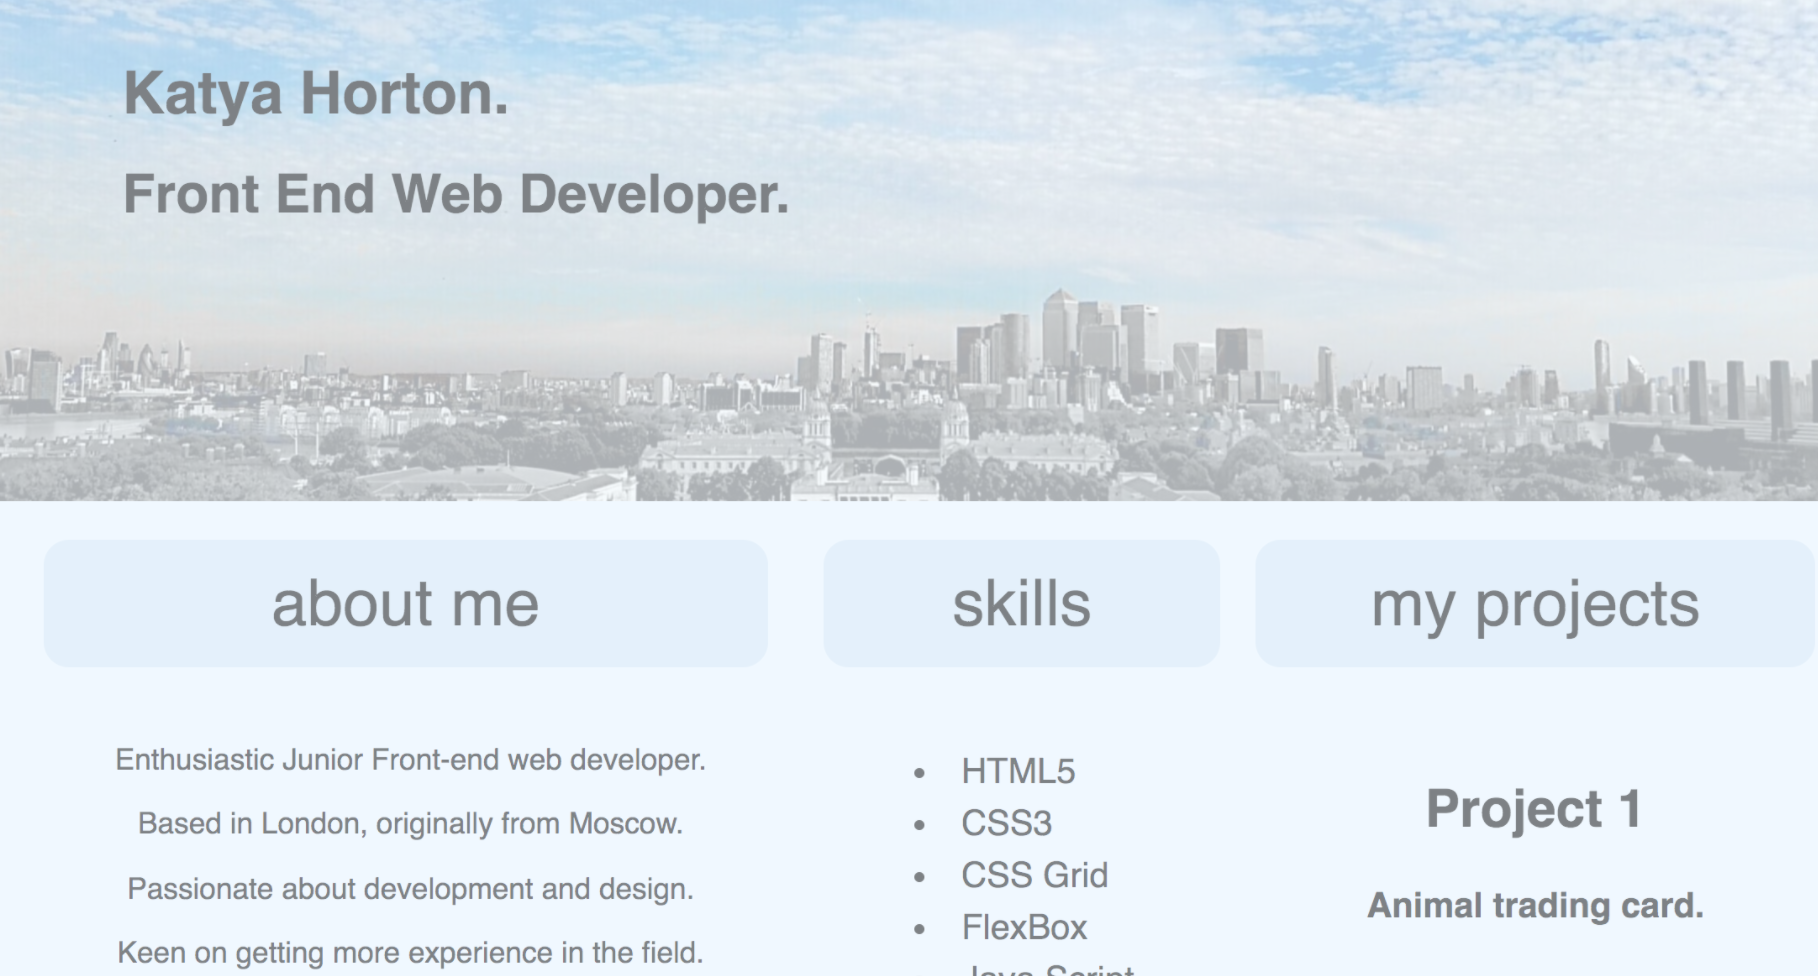 Katya Horton.
Front End Web Developer.
about me
skills
my projects
Enthusiastic Junior Front-end web developer.
Based in London, originally from Moscow.
Passionate about development and design.
Keen on getting more experience in the field.
HTML5
CSS3
CSS Grid
FlexBox
Java Script
Project 1
Animal trading card.